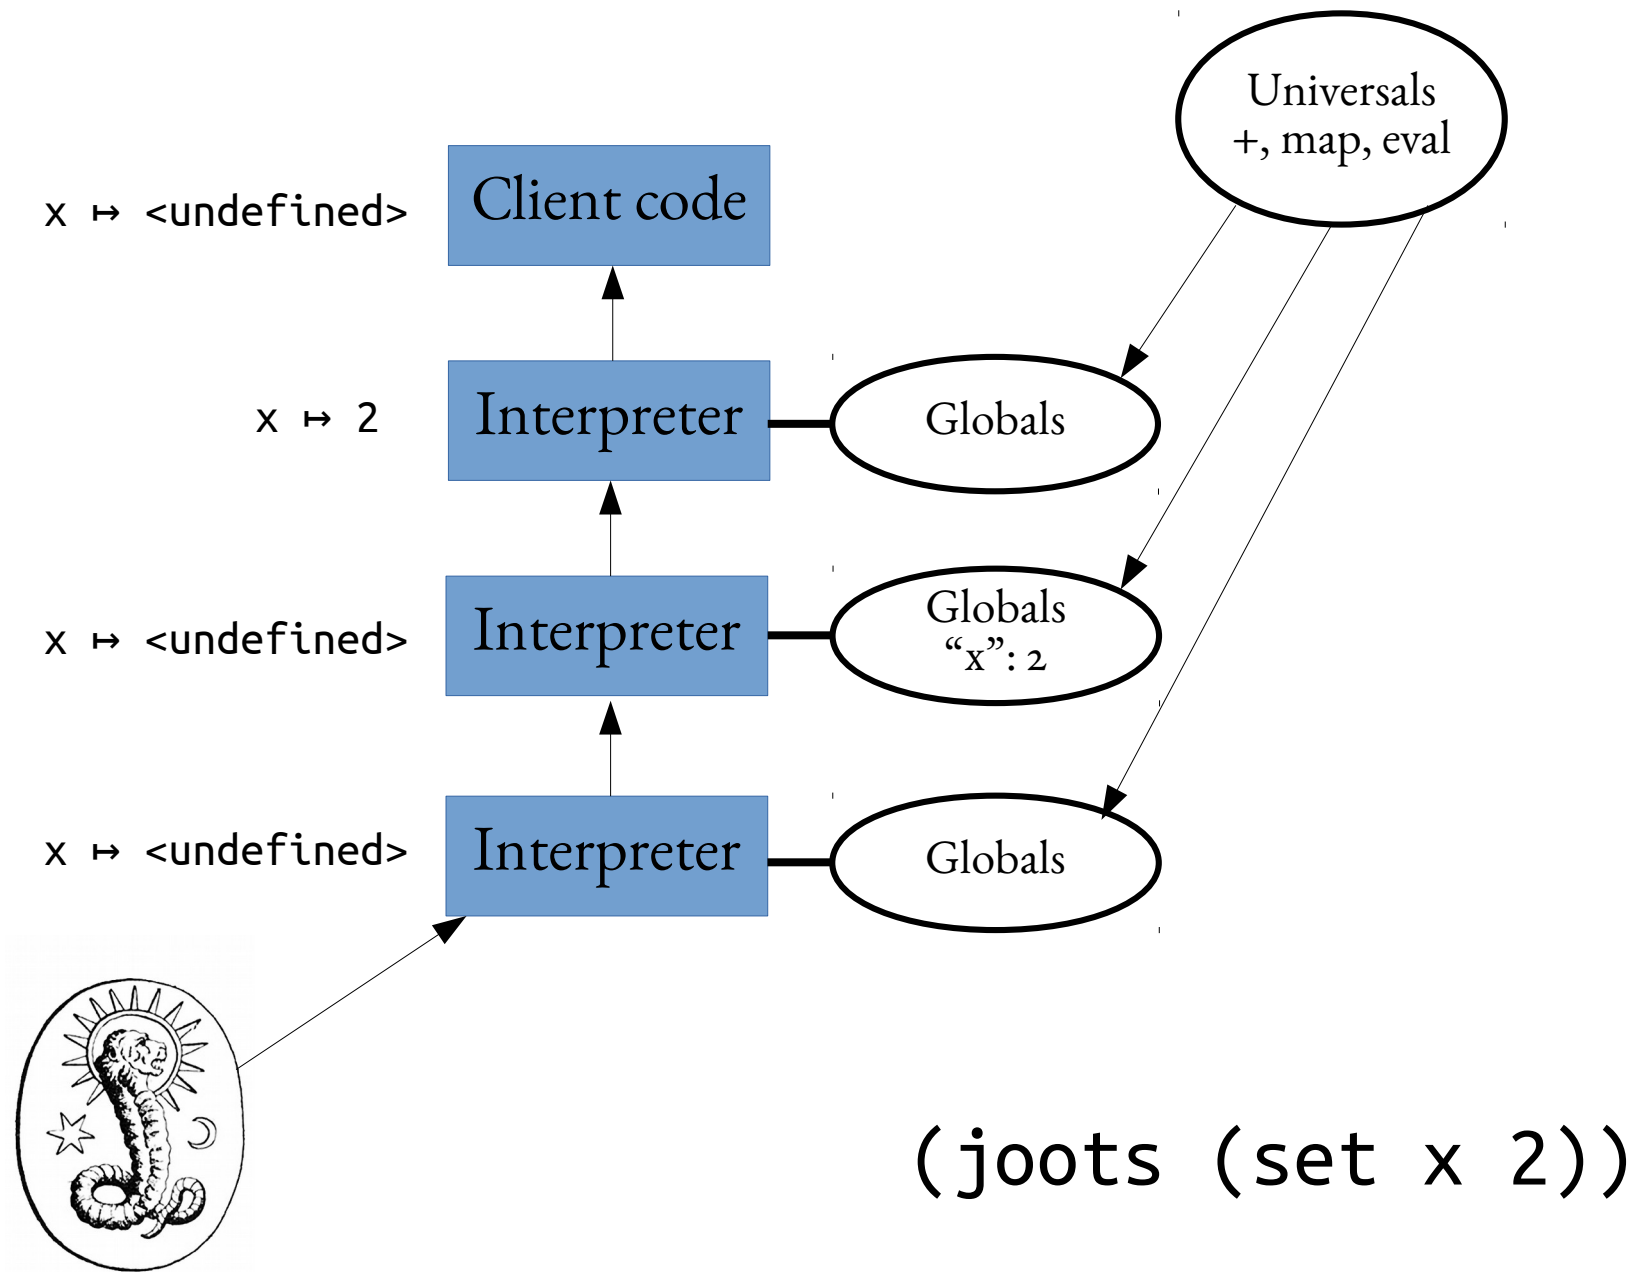 Universals
+, map, eval
x ↦ <undefined>
Client code
x ↦ 2
Interpreter
Globals
x ↦ <undefined>
Interpreter
Globals
“x”: 2
x ↦ <undefined>
Interpreter
Globals
(joots (set x 2))